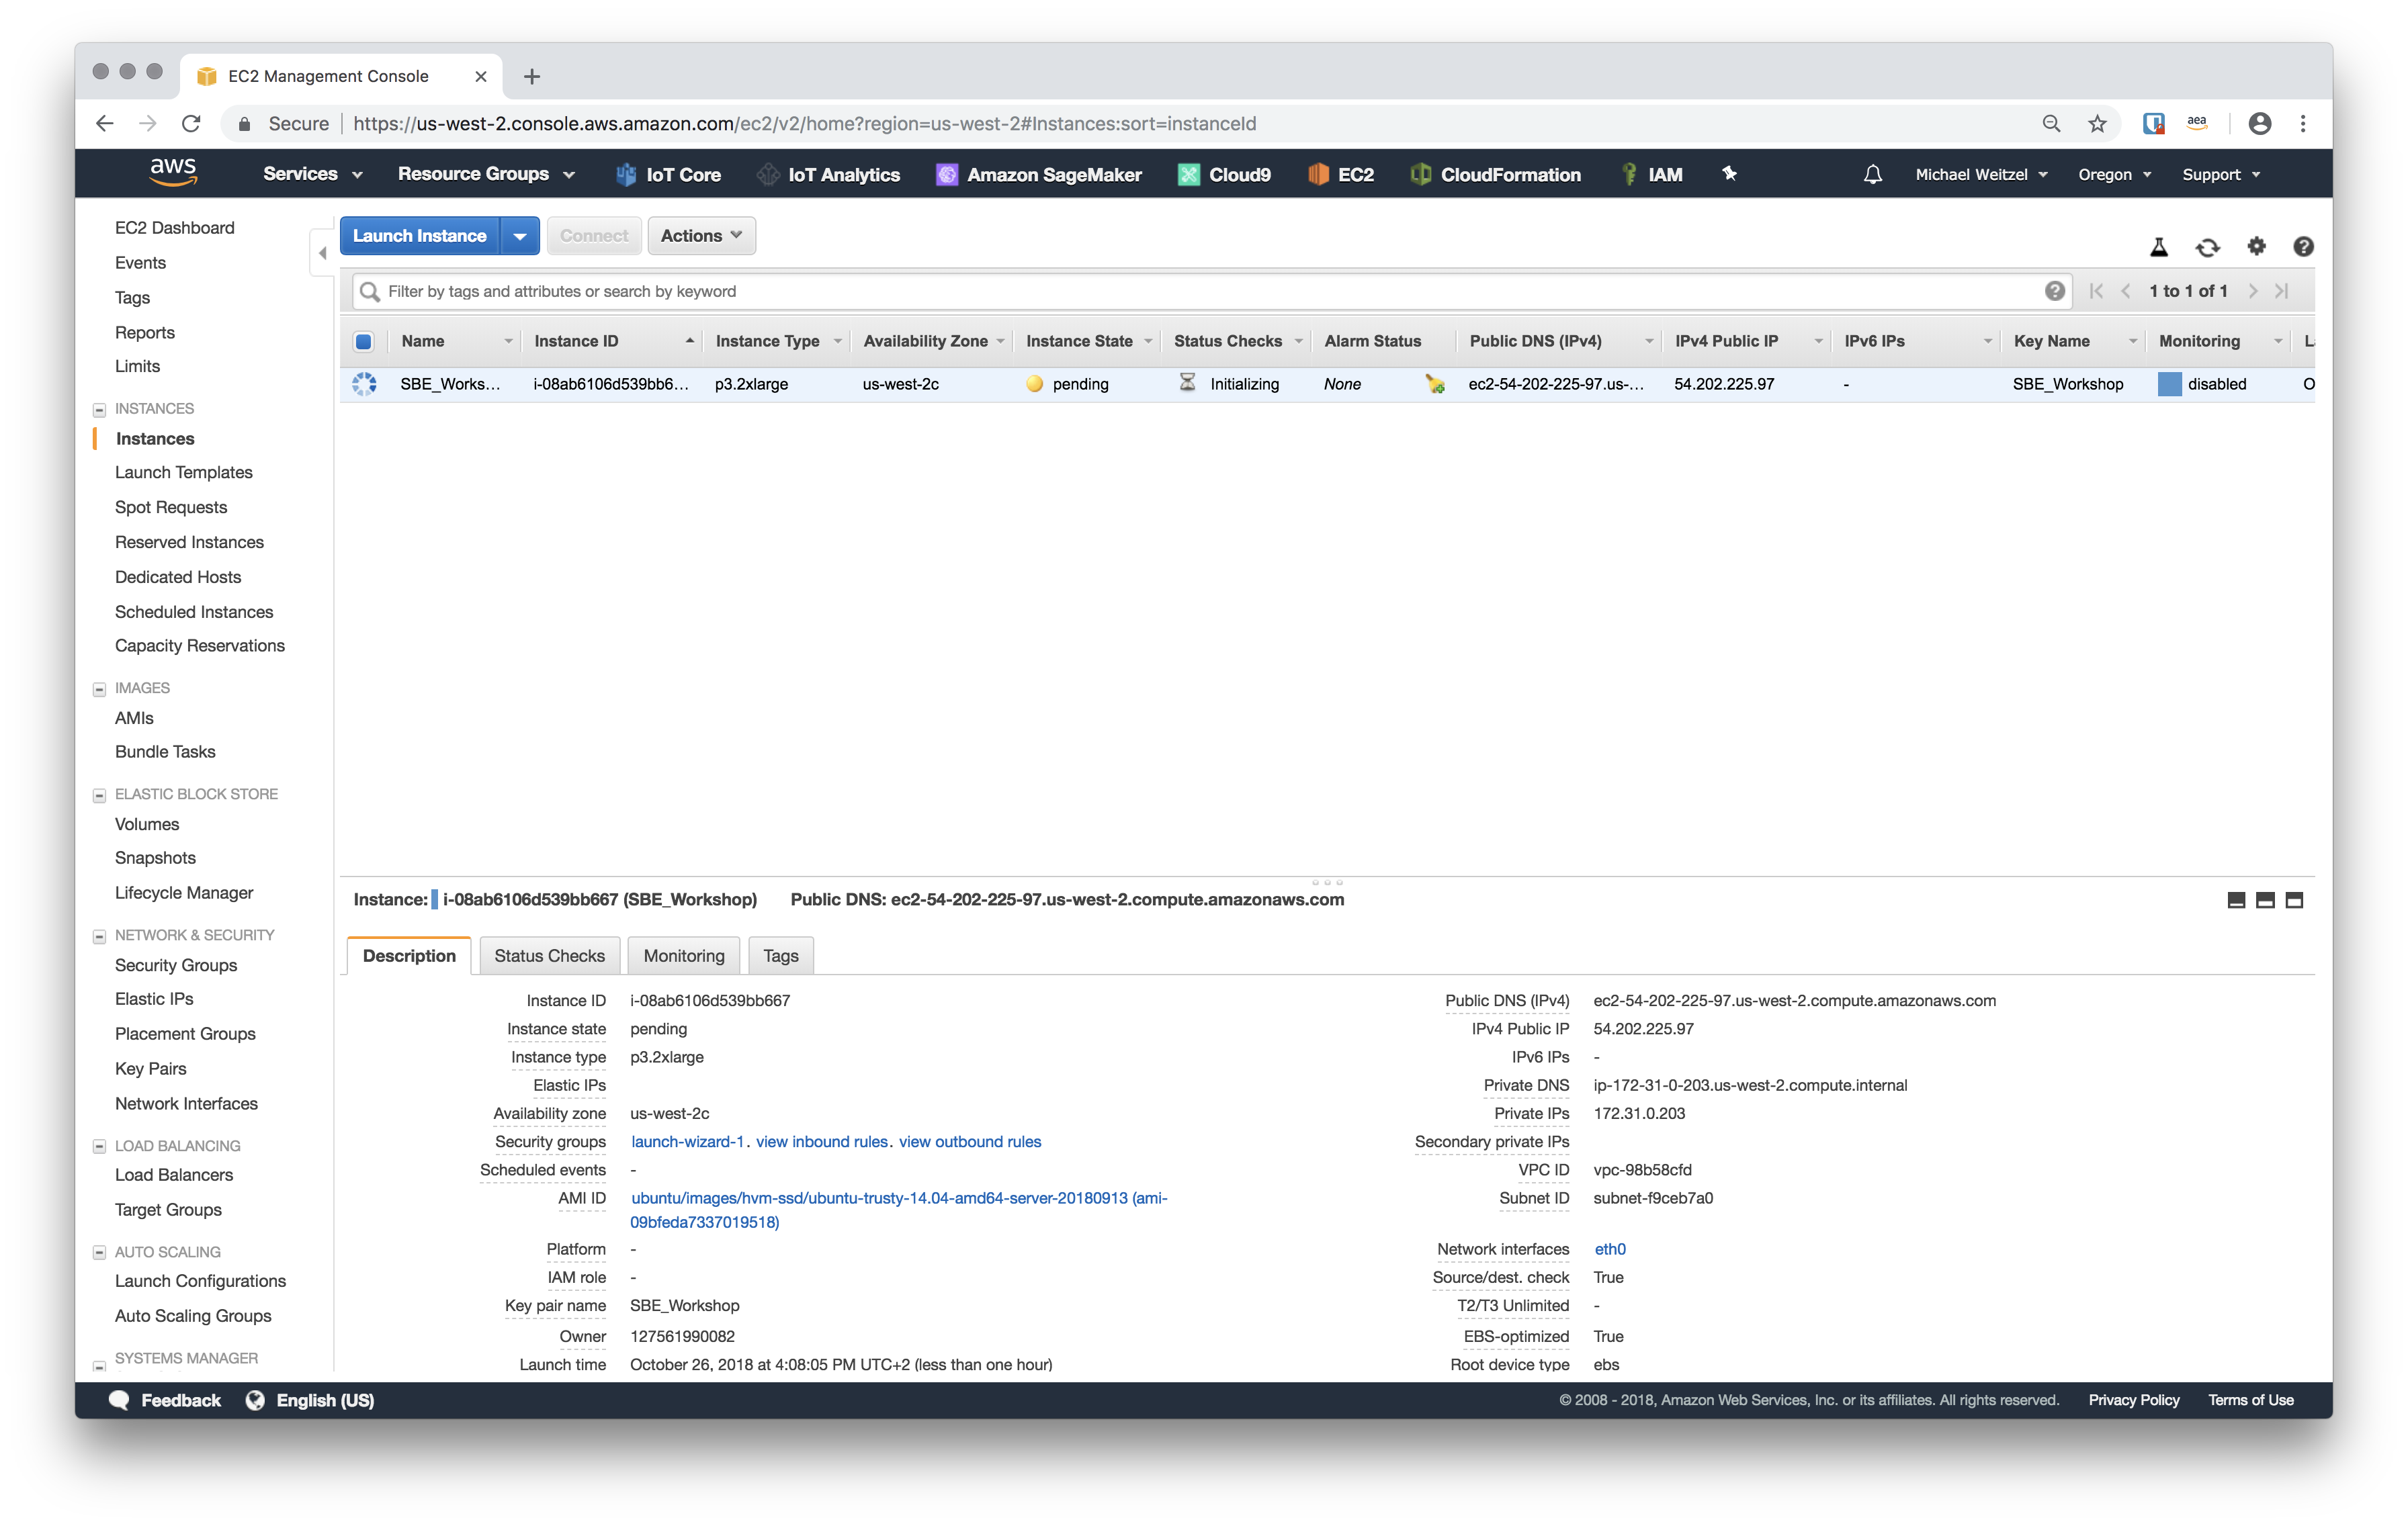 EC2 Management Console
Secure https://us-west-2.console.aws.amazon.com/ec2/v2/home?region=us-west-2#Instances:sort=instanceId
aea
aws Services Resource Groups IoT Core IoT Analytics Amazon SageMaker Cloud9 EC2 CloudFormation IAM Michael Weitzel Oregon Support
EC2 Dashboard
Events
Tags
Reports
Limits
INSTANCES
Instances
Launch Templates
Spot Requests
Reserved Instances
Dedicated Hosts
Scheduled Instances
Capacity Reservations
IMAGES
AMIs
Bundle Tasks
ELASTIC BLOCK STORE
Volumes
Snapshots
Lifecycle Manager
NETWORK & SECURITY
Security Groups
Elastic IPs
Placement Groups
Key Pairs
Network Interfaces
LOAD BALANCING
Load Balancers
Target Groups
AUTO SCALING
Launch Configurations
Auto Scaling Groups
SYSTEMS MANAGER
Launch Instance Connect Actions
Filter by tags and attributes or search by keyword 1 to 1 of 1
Name Instance ID Instance Type Availability Zone Instance State Status Checks Alarm Status Public DNS (IPv4) IPv4 Public IP IPv6 IPs Key Name Monitoring
SBE_Works... i-08ab6106d539bb6... p3.2xlarge us-west-2c pending Initializing None ec2-54-202-225-97.us-... 54.202.225.97 - SBE_Workshop disabled
Instance: i-08ab6106d539bb667 (SBE_Workshop) Public DNS: ec2-54-202-225-97.us-west-2.compute.amazonaws.com
Description Status Checks Monitoring Tags
Instance ID i-08ab6106d539bb667
Instance state pending
Instance type p3.2xlarge
Elastic IPs
Availability zone us-west-2c
Security groups launch-wizard-1. view inbound rules. view outbound rules
Scheduled events -
AMI ID ubuntu/images/hvm-ssd/ubuntu-trusty-14.04-amd64-server-20180913 (ami-
09bfeda7337019518)
Platform -
IAM role -
Key pair name SBE_Workshop
Owner 127561990082
Launch time October 26, 2018 at 4:08:05 PM UTC+2 (less than one hour)
Public DNS (IPv4) ec2-54-202-225-97.us-west-2.compute.amazonaws.com
IPv4 Public IP 54.202.225.97
IPv6 IPs -
Private DNS ip-172-31-0-203.us-west-2.compute.internal
Private IPs 172.31.0.203
Secondary private IPs
VPC ID vpc-98b58cfd
Subnet ID subnet-f9ceb7a0
Network interfaces eth0
Source/dest. check True
T2/T3 Unlimited -
EBS-optimized True
Root device type ebs
Feedback English (US) © 2008 - 2018, Amazon Web Services, Inc. or its affiliates. All rights reserved. Privacy Policy Terms of Use